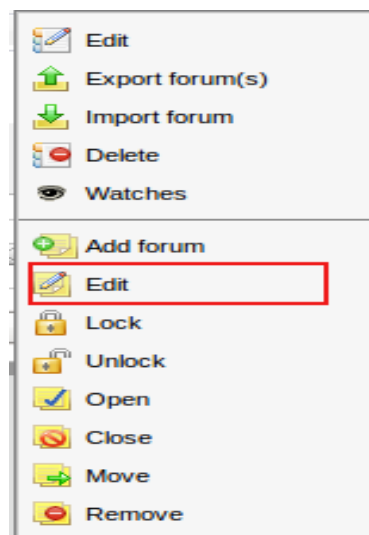 Edit
Export forum(s)
Import forum
Delete
Watches
Add forum
Edit
Lock
Unlock
Open
Close
Move
Remove